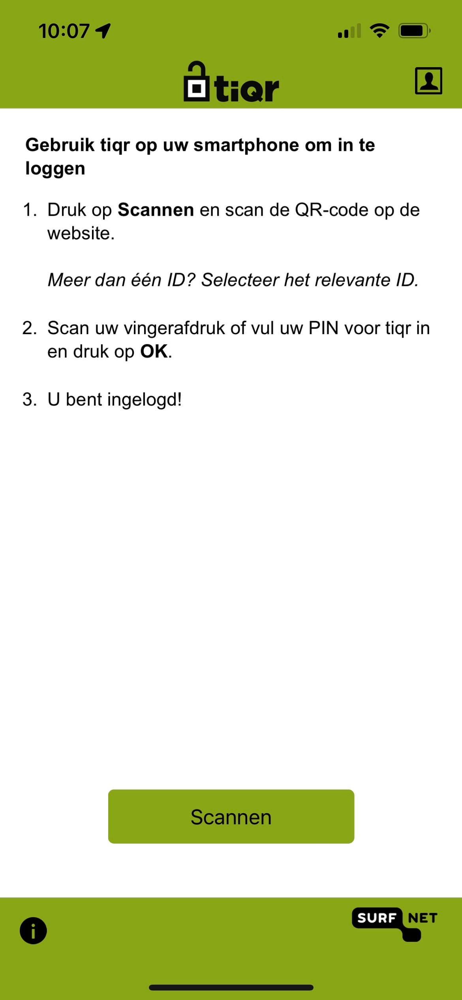 10:07
tiqr
Gebruik tiqr op uw smartphone om in te
loggen
1. Druk op Scannen en scan de QR-code op de
website.
Meer dan één ID? Selecteer het relevante ID.
2. Scan uw vingerafdruk of vul uw PIN voor tiqr in
en druk op OK.
3. U bent ingelogd!
Scannen
i
SURF NET